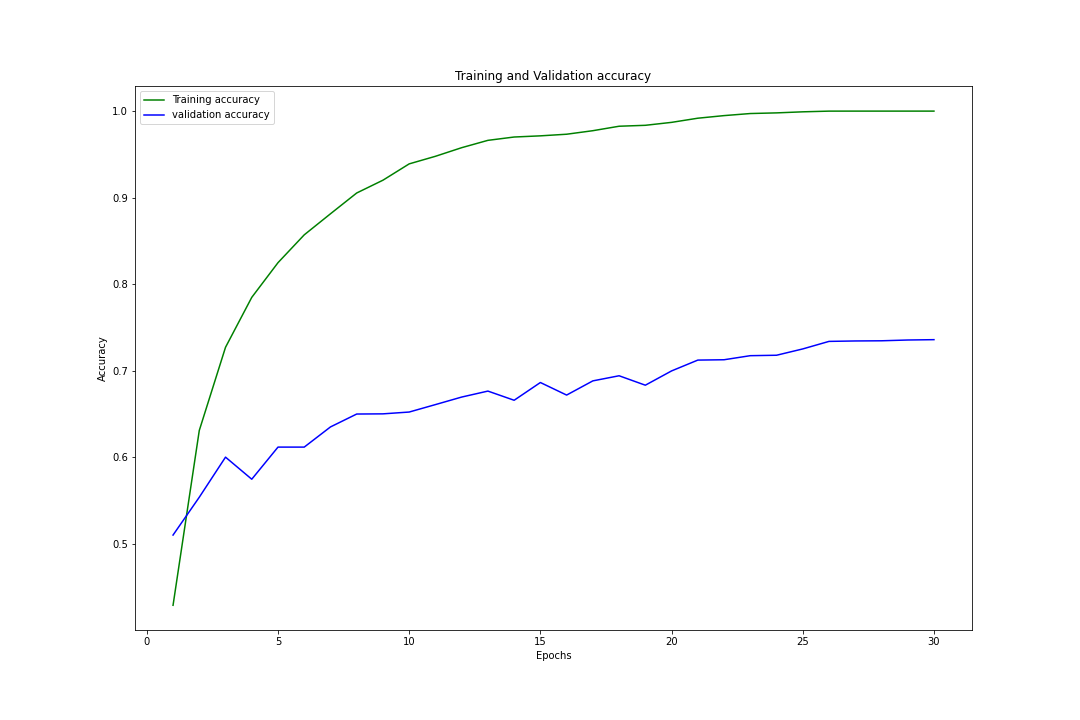 Training and Validation accuracy
Training accuracy
validation accuracy
1.0
0.9
0.8
0.7
0.6
0.5
Accuracy
0 5 10 15 20 25 30
Epochs